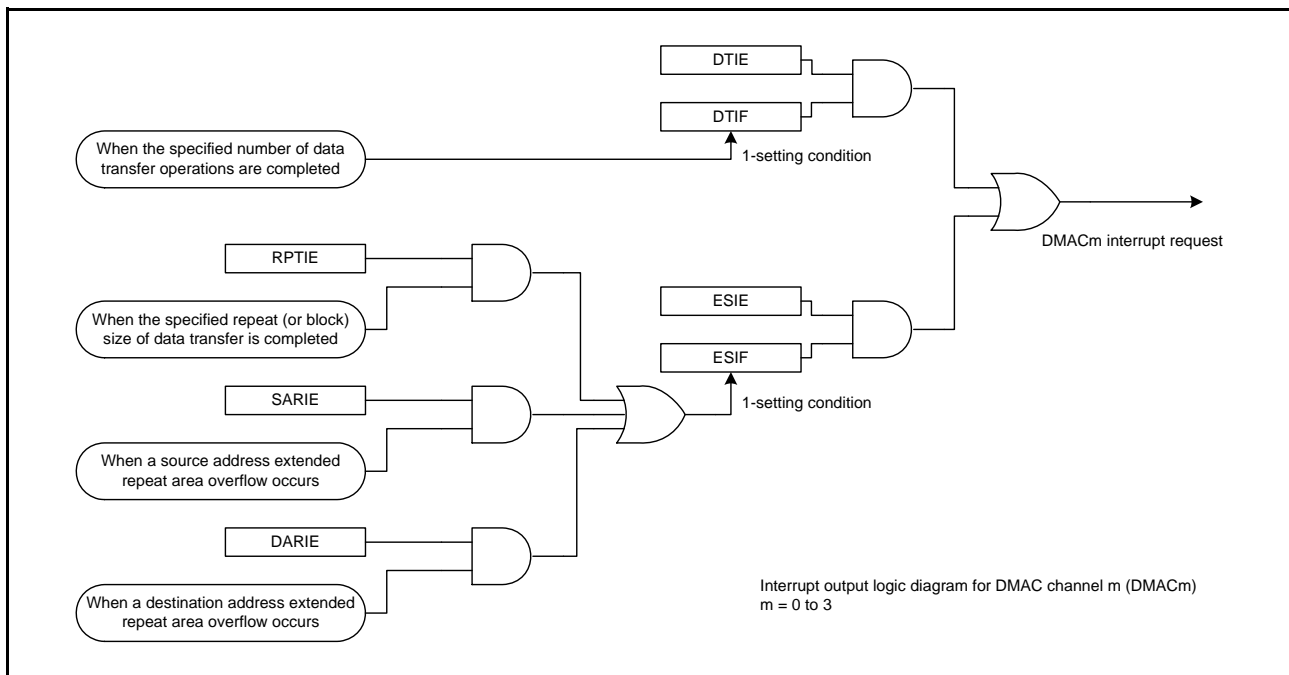 DTIE
DTIF
When the specified number of data
transfer operations are completed
1-setting condition
DMACm interrupt request
RPTIE
When the specified repeat (or block)
size of data transfer is completed
ESIE
ESIF
1-setting condition
SARIE
When a source address extended
repeat area overflow occurs
DARIE
When a destination address extended
repeat area overflow occurs
Interrupt output logic diagram for DMAC channel m (DMACm)
m = 0 to 3